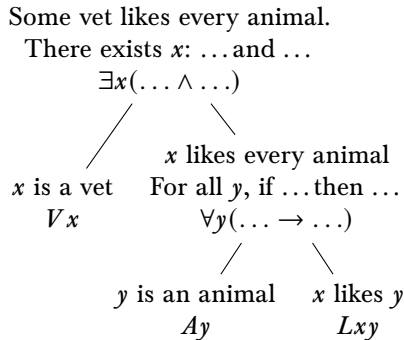 Some vet likes every animal.
There exists x: …and …
∃x(… ∧ …)
x likes every animal
x is a vet For all y, if …then …
Vx ∀y(… → …)
y is an animal x likes y
Ay Lxy